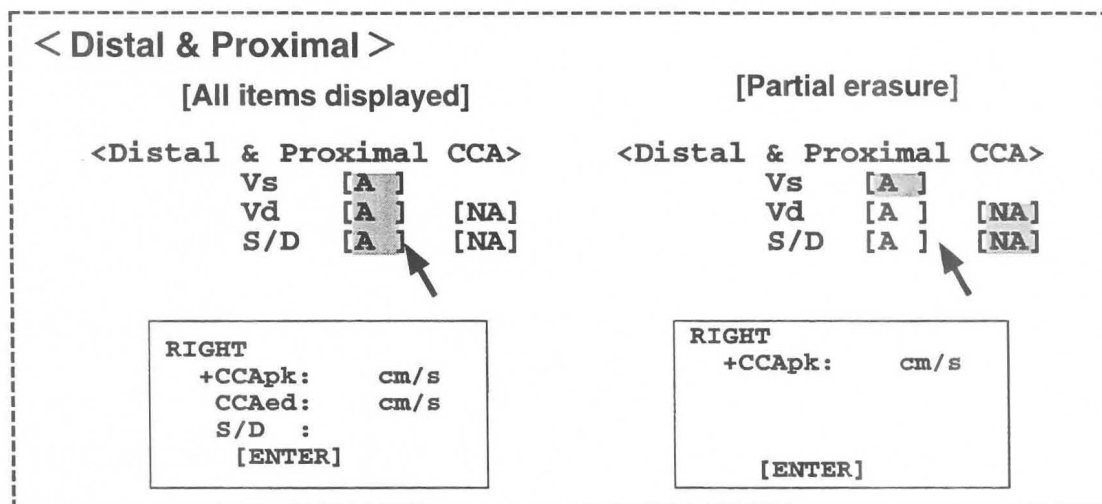 < Distal & Proximal >
[All items displayed]
<Distal & Proximal CCA>
Vs [A ]
Vd [A ] [NA]
S/D [A ] [NA]
RIGHT
+CCApk: cm/s
CCAed: cm/s
S/D :
[ENTER]
[Partial erasure]
<Distal & Proximal CCA>
Vs [A ]
Vd [A ] [NA]
S/D [A ] [NA]
RIGHT
+CCApk: cm/s
[ENTER]